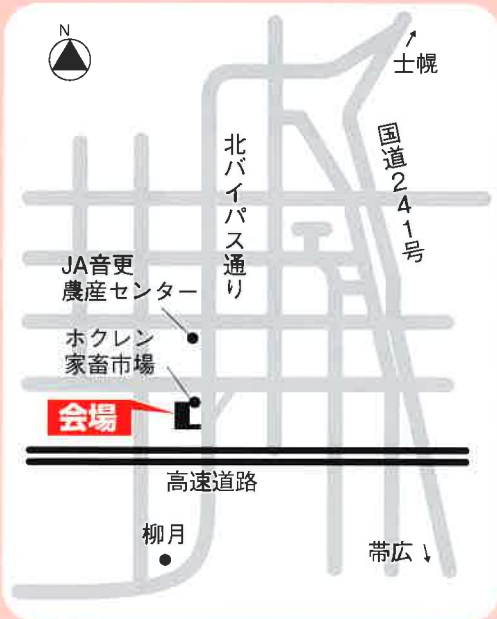 N
士幌
国道241号
北バイパス通り
JA音更
農産センター
ホクレン
家畜市場
会場
高速道路
柳月
帯広